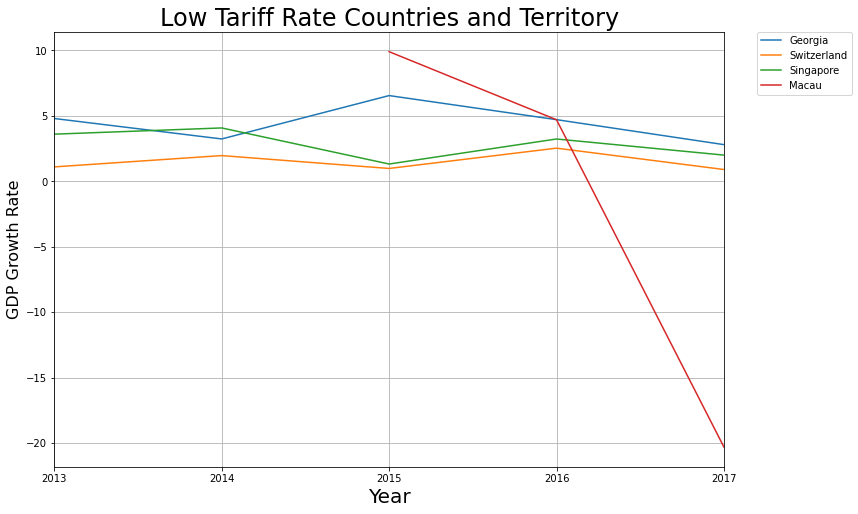 Low Tariff Rate Countries and Territory
Georgia
Switzerland
Singapore
Macau
GDP Growth Rate
10
5
0
−5
−10
−15
−20
2013 2014 2015 2016 2017
Year